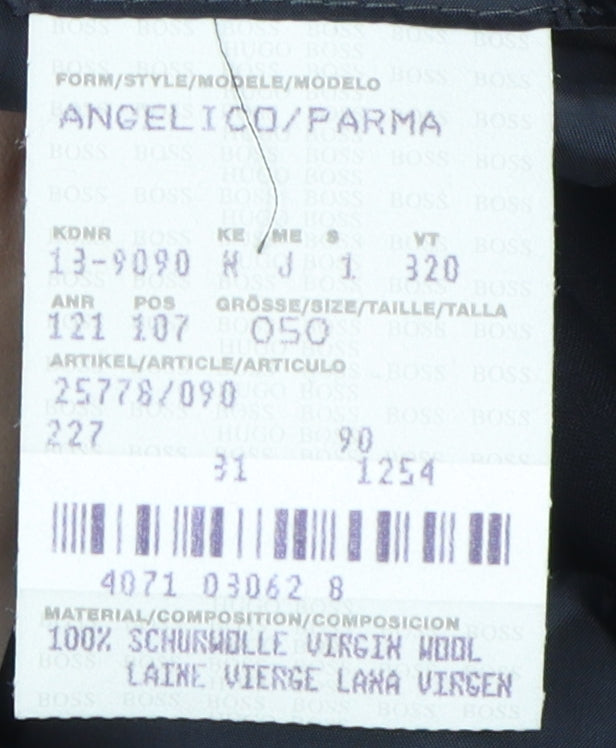 FORM/STYLE/MODELE/MODELO
ANGELICO/PARMA
KDNR KE ME S VT
13-9090 K J 1 320
ANR POS GRÖSSE/SIZE/TAILLE/TALLA
121 107 050
ARTIKEL/ARTICLE/ARTICULO
25778/090
227 90
31 1254
4071 03062 8
MATERIAL/COMPOSITION/COMPOSICION
100% SCHURWOLLE VIRGIN WOOL
LAINE VIERGE LANA VIRGEN